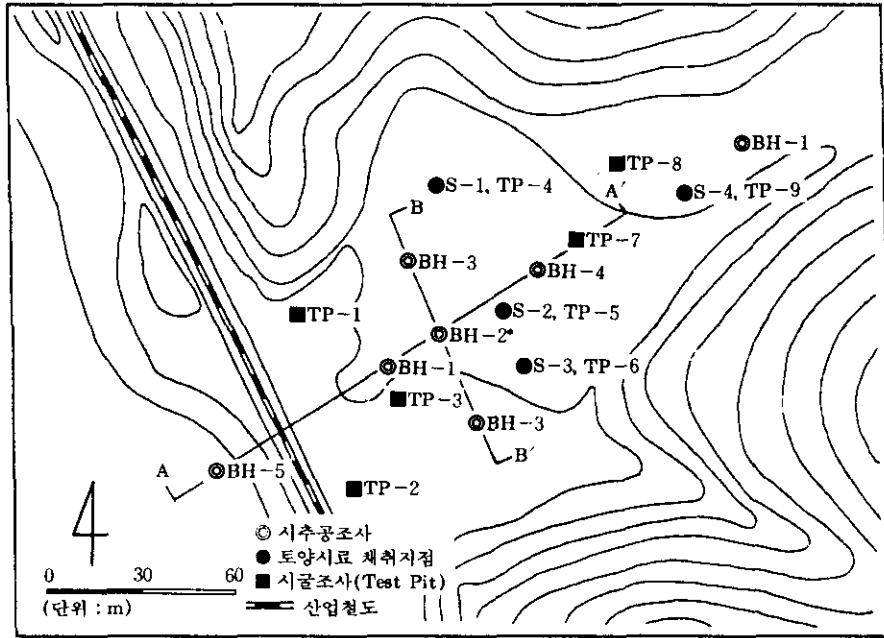 BH-1
TP-8
A′
S-4, TP-9
S-1, TP-4
B
TP-7
BH-3
BH-4
TP-1
S-2, TP-5
BH-2*
BH-1
S-3, TP-6
TP-3
BH-3
B′
A
BH-5
TP-2
시추공조사
토양시료 채취지점
시굴조사(Test Pit)
산업철도
0 30 60
(단위 : m)